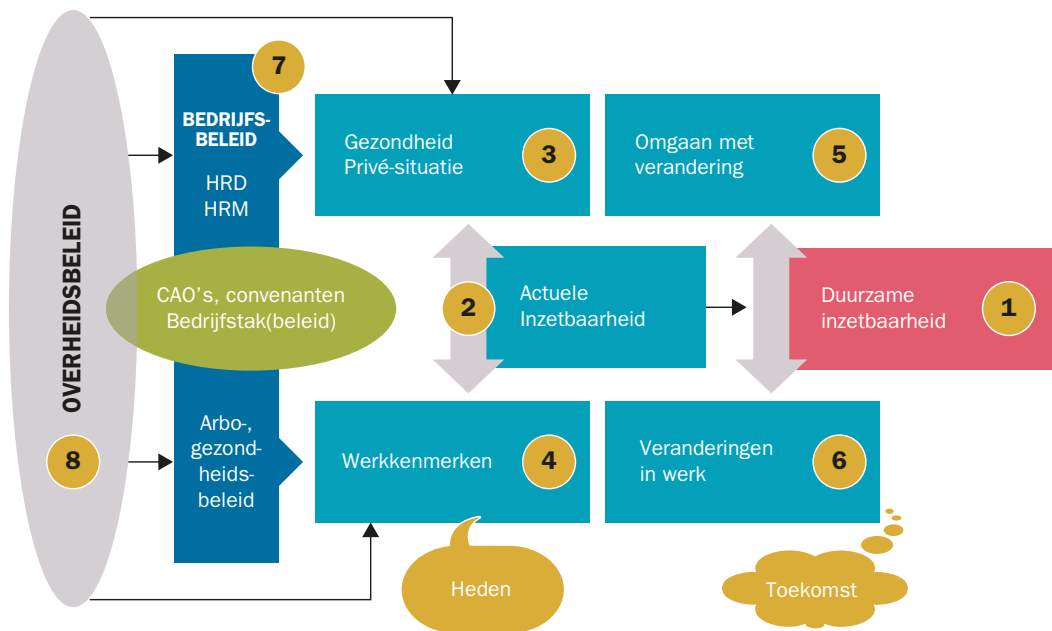 OVERHEIDSBELEID
8
7
BEDRIJFS-
BELEID
HRD
HRM
CAO's, convenanten
Bedrijfstak(beleid)
Arbo-,
gezond-
heids-
beleid
Gezondheid
Privé-situatie
3
Omgaan met
verandering
5
2
Actuele
Inzetbaarheid
Duurzame
inzetbaarheid
1
Werkkenmerken
4
Veranderingen
in werk
6
Heden
Toekomst